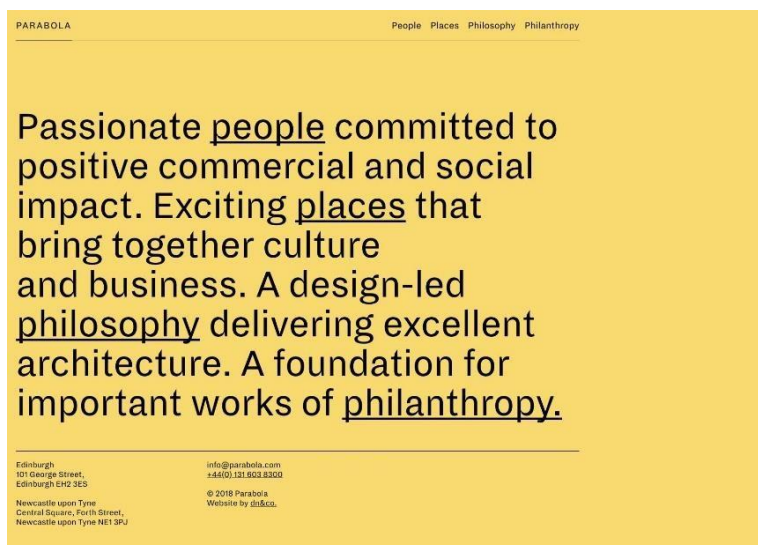 PARABOLA
People Places Philosophy Philanthropy
Passionate people committed to
positive commercial and social
impact. Exciting places that
bring together culture
and business. A design-led
philosophy delivering excellent
architecture. A foundation for
important works of philanthropy.
Edinburgh
101 George Street,
Edinburgh EH2 3ES
Newcastle upon Tyne
Central Square, Forth Street,
Newcastle upon Tyne NE1 3PJ
info@parabola.com
+44(0) 131 603 8300
© 2018 Parabola
Website by dn&co.